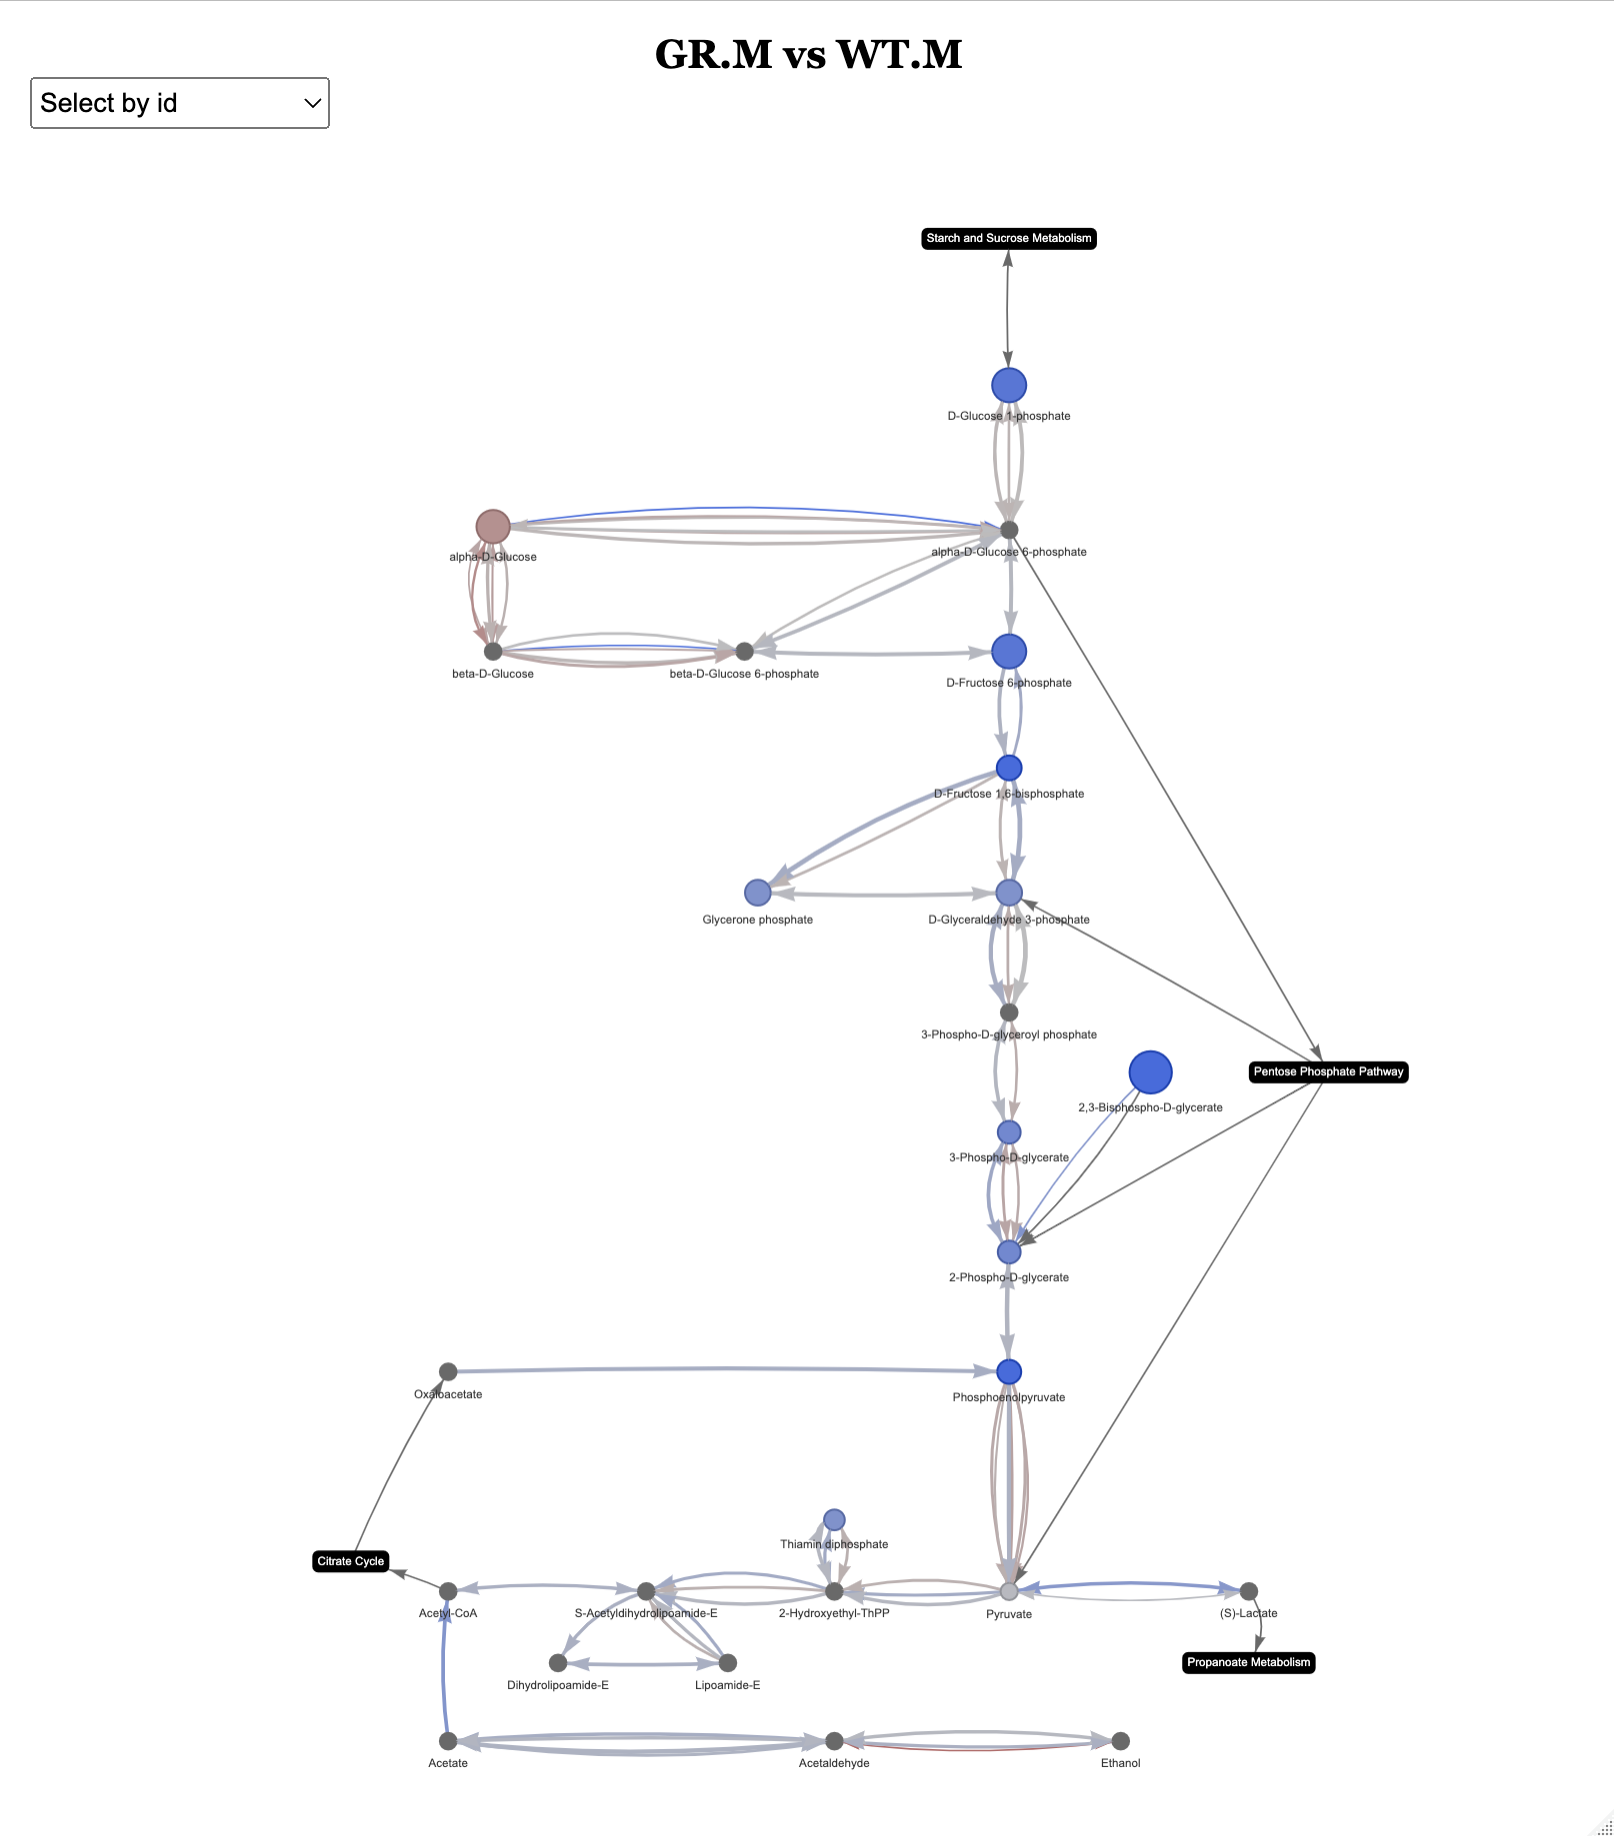 GR.M vs WT.M
Select by id
Starch and Sucrose Metabolism
D-Glucose 1-phosphate
alpha-D-Glucose
alpha-D-Glucose 6-phosphate
beta-D-Glucose
beta-D-Glucose 6-phosphate
D-Fructose 6-phosphate
D-Fructose 1,6-bisphosphate
Glycerone phosphate
D-Glyceraldehyde 3-phosphate
3-Phospho-D-glyceroyl phosphate
Pentose Phosphate Pathway
2,3-Bisphospho-D-glycerate
3-Phospho-D-glycerate
2-Phospho-D-glycerate
Oxaloacetate
Phosphoenolpyruvate
Thiamin diphosphate
Citrate Cycle
Acetyl-CoA
S-Acetyldihydrolipoamide-E
2-Hydroxyethyl-ThPP
Pyruvate
(S)-Lactate
Propanoate Metabolism
Dihydrolipoamide-E
Lipoamide-E
Acetate
Acetaldehyde
Ethanol